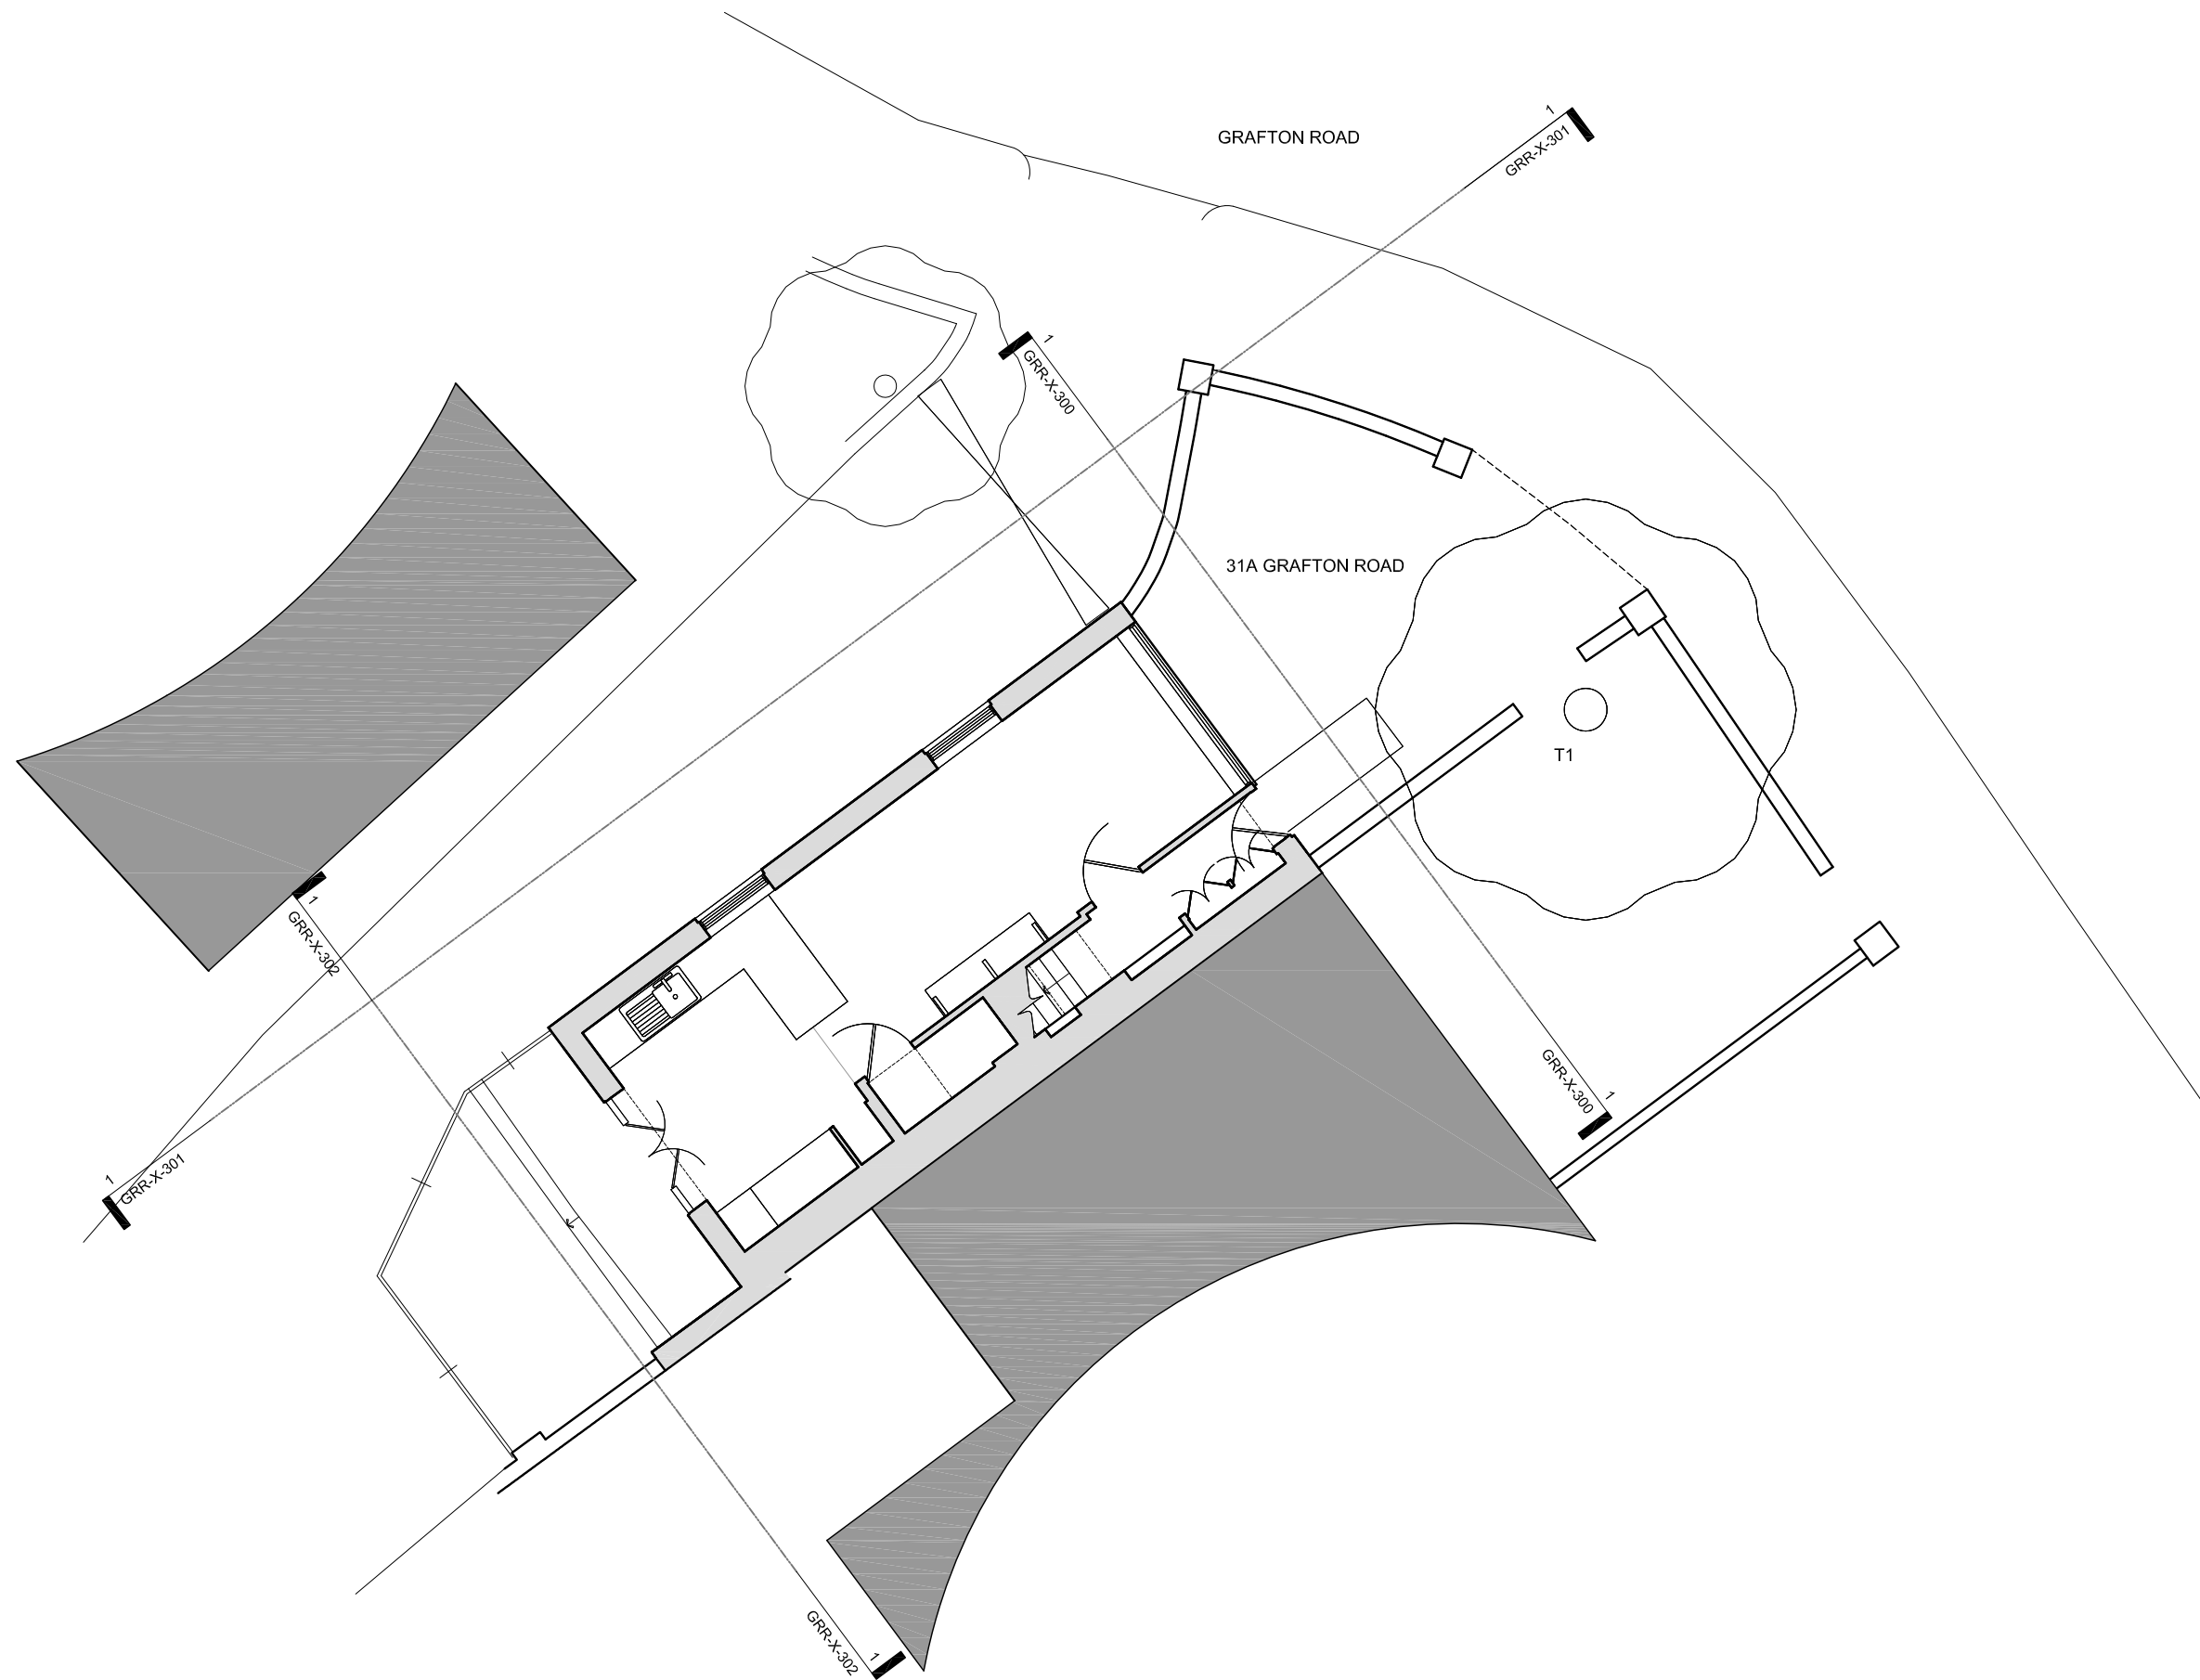 GRAFTON ROAD
1
GRR-X-301
1
GRR-X-300
31A GRAFTON ROAD
T1
1
GRR-X-302
GRR-X-300
1
1
GRR-X-301
GRR-X-302
1